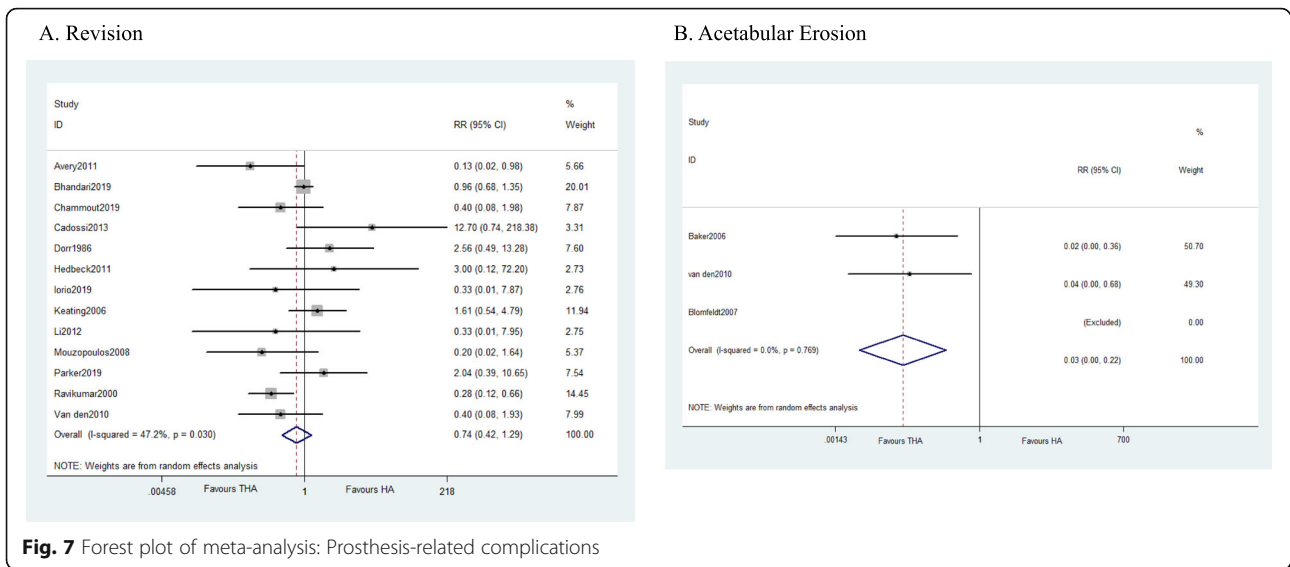 A. Revision
Study %
ID RR (95% CI) Weight
Avery2011 0.13 (0.02, 0.98) 5.66
Bhandari2019 0.96 (0.68, 1.35) 20.01
Chammout2019 0.40 (0.08, 1.98) 7.87
Cadossi2013 12.70 (0.74, 218.38) 3.31
Dorr1986 2.56 (0.49, 13.28) 7.60
Hedbeck2011 3.00 (0.12, 72.20) 2.73
Iorio2019 0.33 (0.01, 7.87) 2.76
Keating2006 1.61 (0.54, 4.79) 11.94
Li2012 0.33 (0.01, 7.95) 2.75
Mouzopoulos2008 0.20 (0.02, 1.64) 5.37
Parker2019 2.04 (0.39, 10.65) 7.54
Ravikumar2000 0.28 (0.12, 0.66) 14.45
Van den2010 0.40 (0.08, 1.93) 7.99
Overall (I-squared = 47.2%, p = 0.030) 0.74 (0.42, 1.29) 100.00
NOTE: Weights are from random effects analysis
.00458 Favours THA 1 Favours HA 218
B. Acetabular Erosion
Study
%
ID
RR (95% CI) Weight
Baker2006
0.02 (0.00, 0.36) 50.70
van den2010
0.04 (0.00, 0.68) 49.30
Blomfeldt2007
(Excluded) 0.00
Overall (I-squared = 0.0%, p = 0.769)
0.03 (0.00, 0.22) 100.00
NOTE: Weights are from random effects analysis
.00143 Favours THA 1 Favours HA 700
Fig. 7 Forest plot of meta-analysis: Prosthesis-related complications